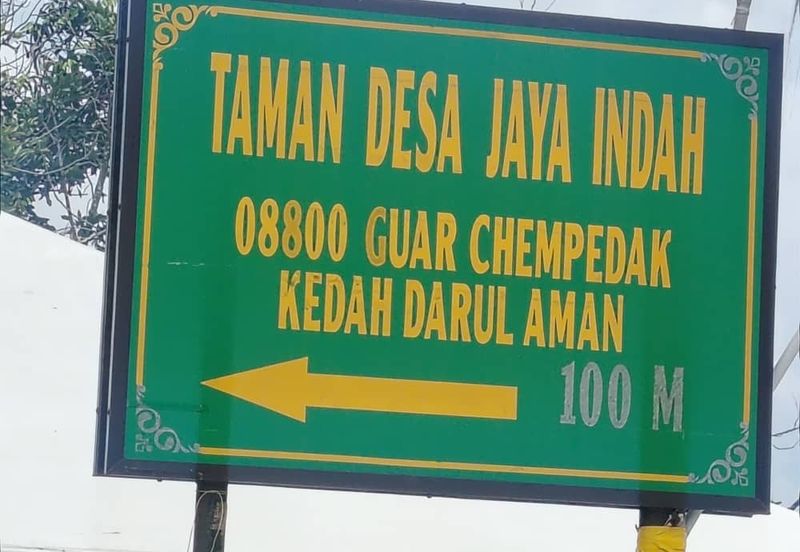 TAMAN DESA JAYA INDAH
08800 GUAR CHEMPEDAK
KEDAH DARUL AMAN
100 M